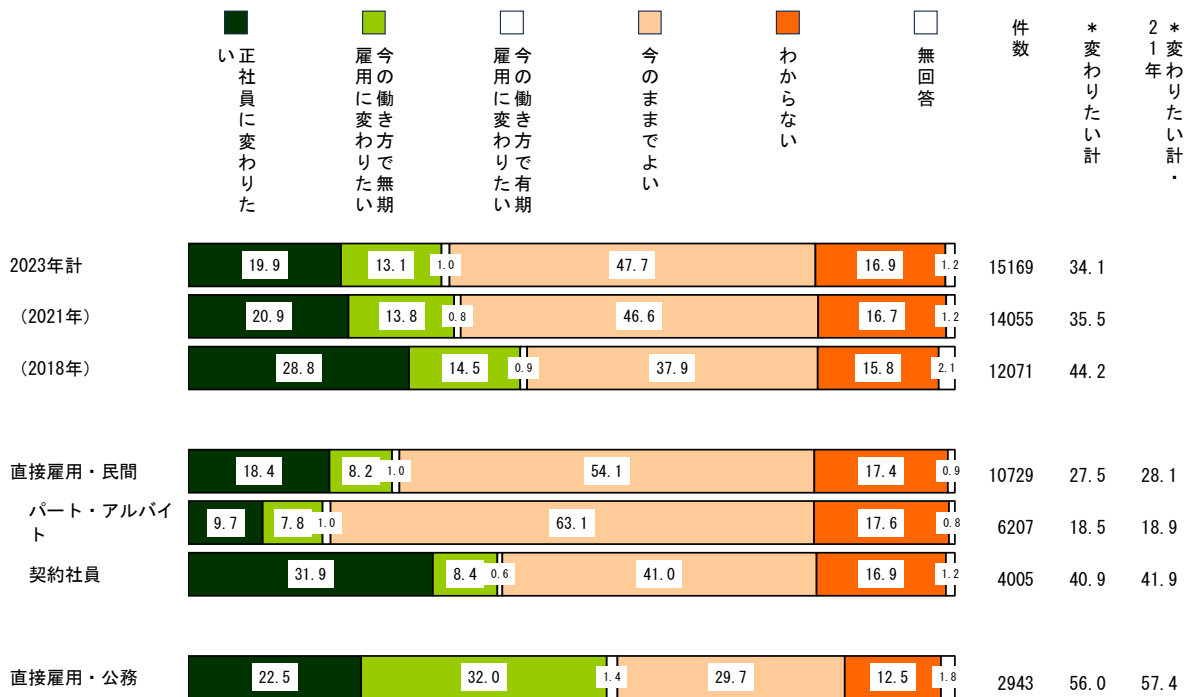 正社員に変わりた
い
今の働き方で無期
雇用に変わりたい
今の働き方で有期
雇用に変わりたい
今のままでよい
わからない
無回答
件数
*変わりたい計
*変わりたい計・
21年
2023年計 19.9 13.1 1.0 47.7 16.9 1.2 15169 34.1
(2021年) 20.9 13.8 0.8 46.6 16.7 1.2 14055 35.5
(2018年) 28.8 14.5 0.9 37.9 15.8 2.1 12071 44.2
直接雇用・民間 18.4 8.2 1.0 54.1 17.4 0.9 10729 27.5 28.1
パート・アルバイ
ト 9.7 7.8 1.0 63.1 17.6 0.8 6207 18.5 18.9
契約社員 31.9 8.4 0.6 41.0 16.9 1.2 4005 40.9 41.9
直接雇用・公務 22.5 32.0 1.4 29.7 12.5 1.8 2943 56.0 57.4